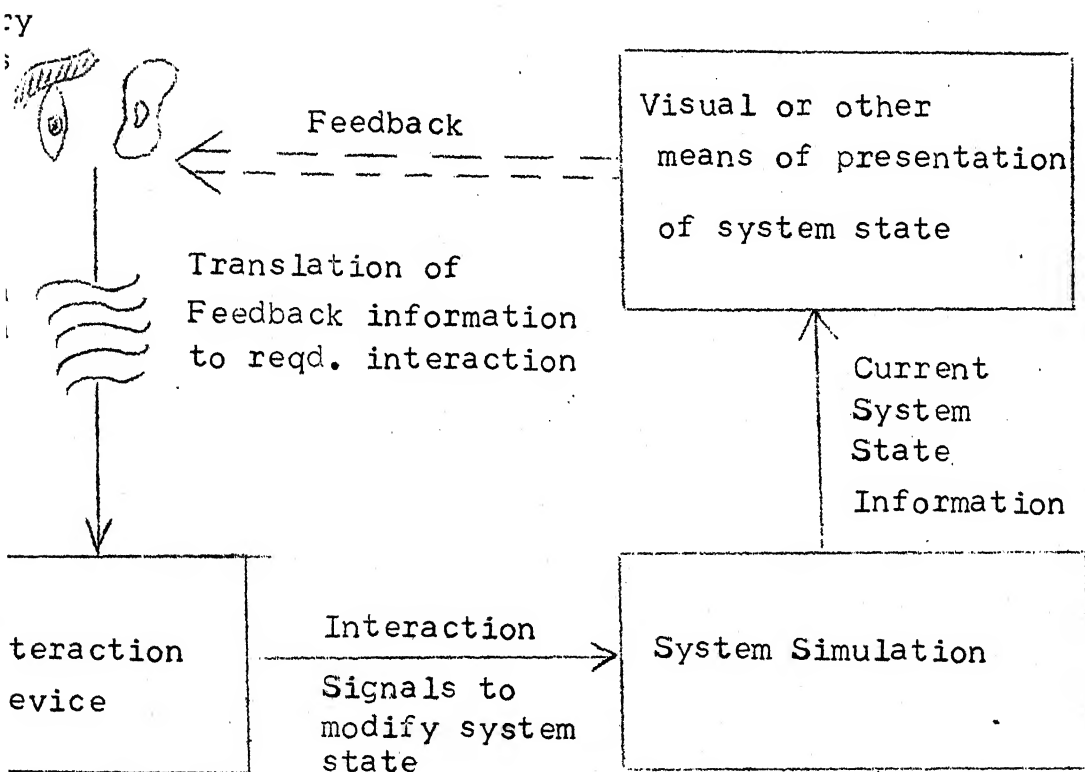 Feedback
Visual or other
means of presentation
of system state
Translation of
Feedback information
to reqd. interaction
Current
System
State
Information
teraction
evice
Interaction
Signals to
modify system
state
System Simulation